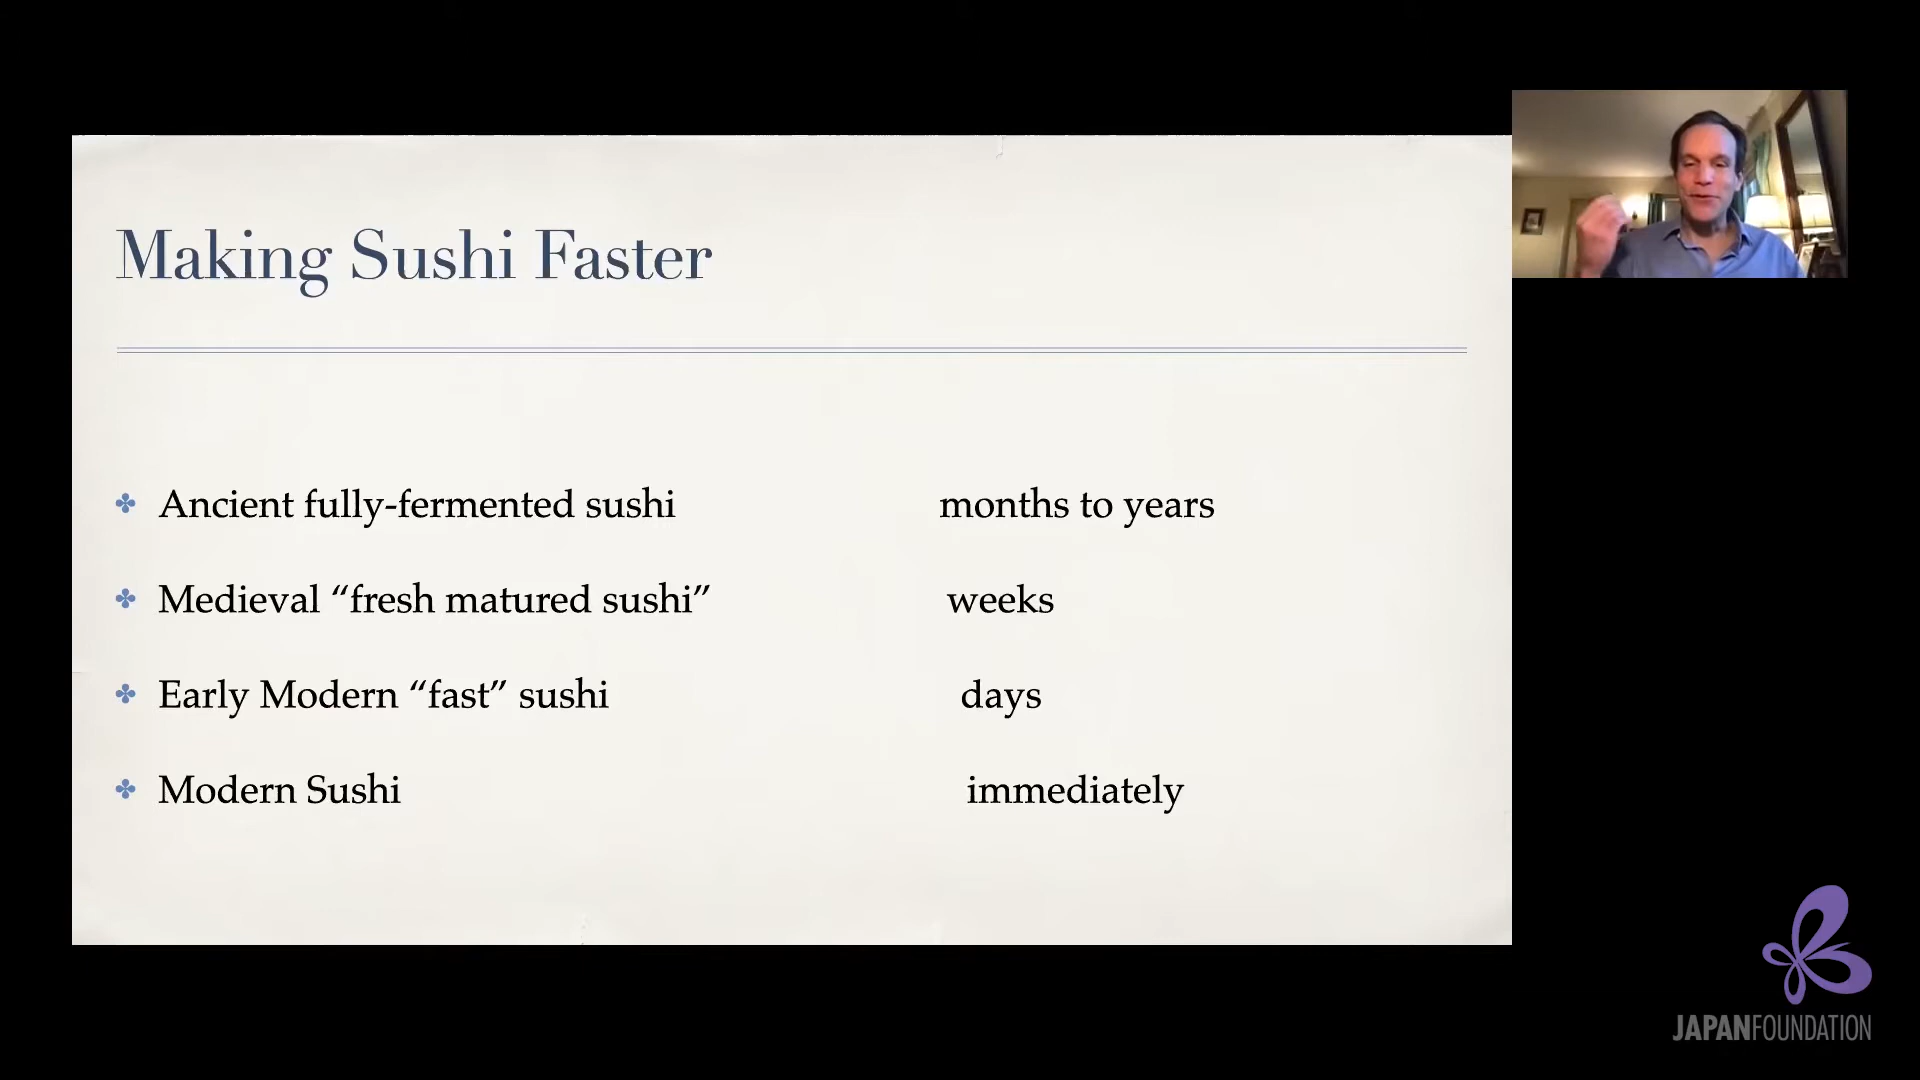 Making Sushi Faster
Ancient fully-fermented sushi months to years
Medieval “fresh matured sushi” weeks
Early Modern “fast” sushi days
Modern Sushi immediately
JAPANFOUNDATION